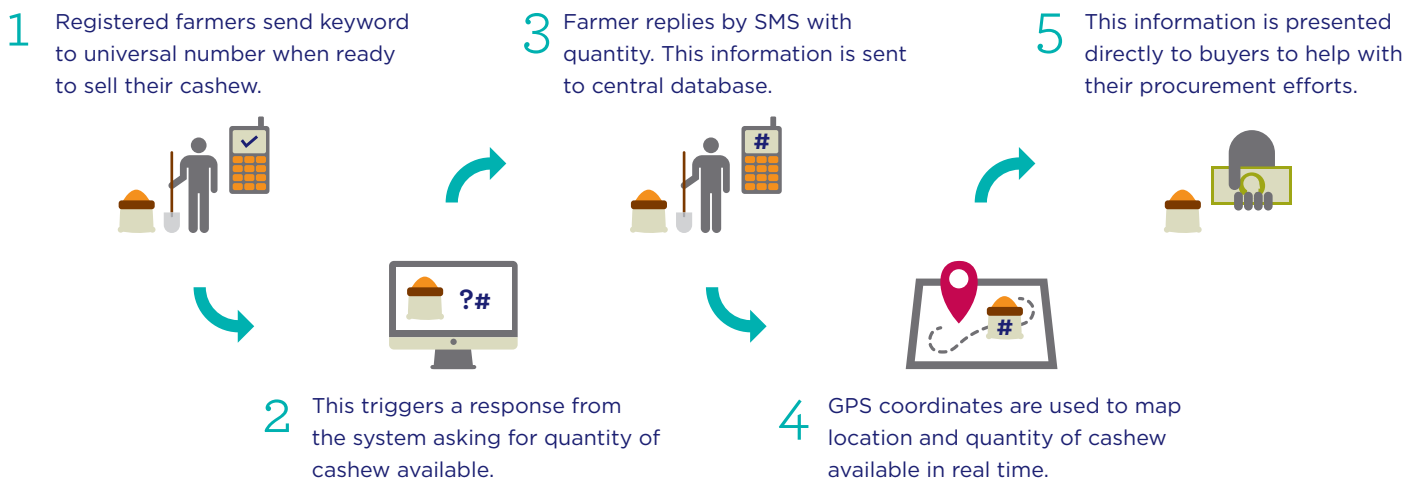 1 Registered farmers send keyword
to universal number when ready
to sell their cashew.
✓
?#
2 This triggers a response from
the system asking for quantity of
cashew available.
3 Farmer replies by SMS with
quantity. This information is sent
to central database.
#
#
4 GPS coordinates are used to map
location and quantity of cashew
available in real time.
5 This information is presented
directly to buyers to help with
their procurement efforts.